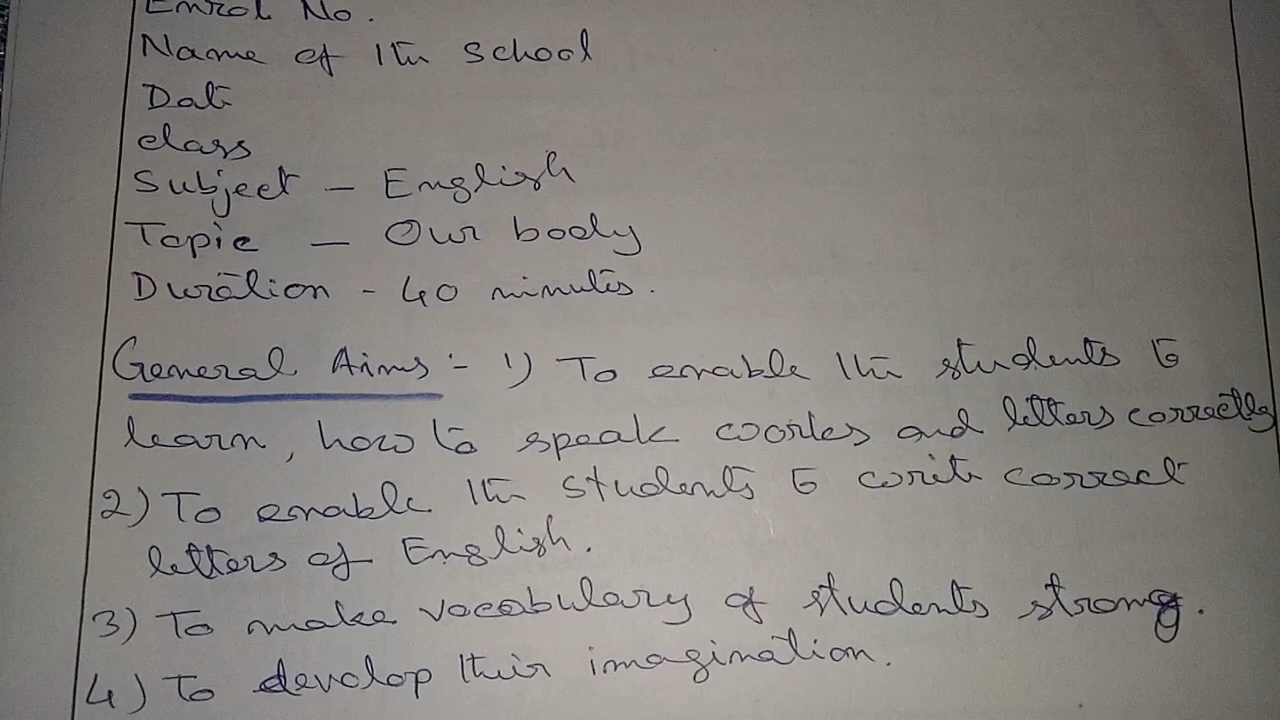 Enrol No.
Name of the school
Date
class
Subject – English
Topic – Our body
Duration - 40 minutes.
General Aims :- 1) To enable the students to
learn, how to speak words and letters correctly
2) To enable the students to write correct
letters of English.
3) To make vocabulary of students strong.
4) To develop their imagination.